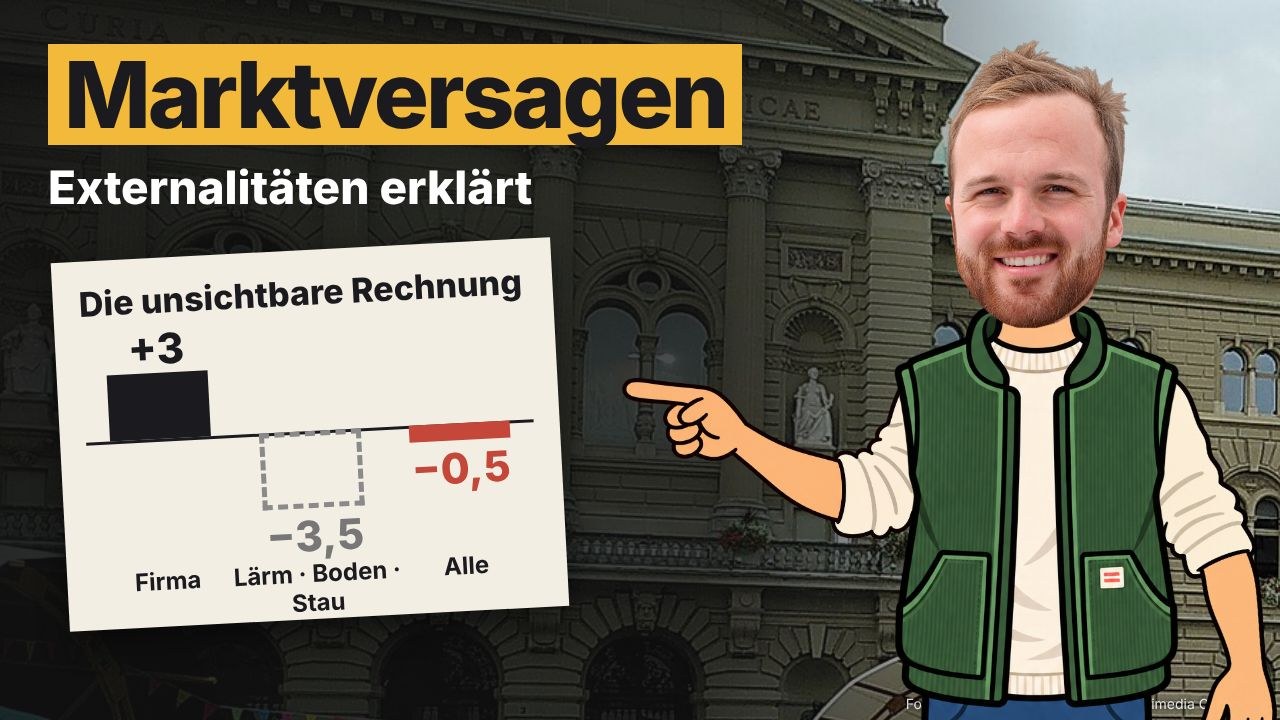 Marktversagen
Externalitäten erklärt
Die unsichtbare Rechnung
+3
−0,5
−3,5
Firma
Lärm · Boden ·
Stau
Alle